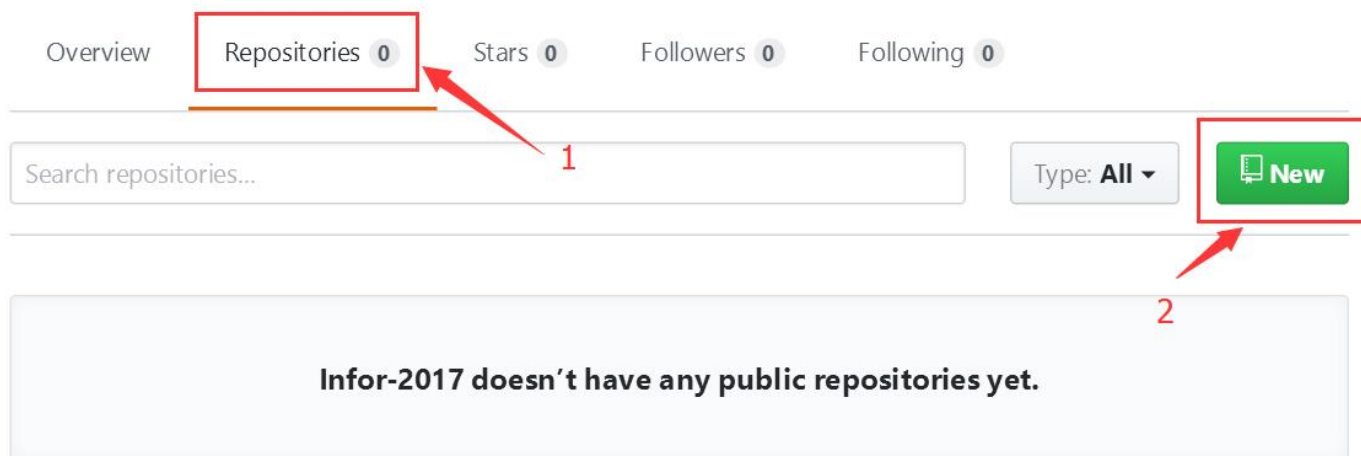 Overview Repositories 0 Stars 0 Followers 0 Following 0
1
Search repositories... Type: All New
2
Infor-2017 doesn't have any public repositories yet.